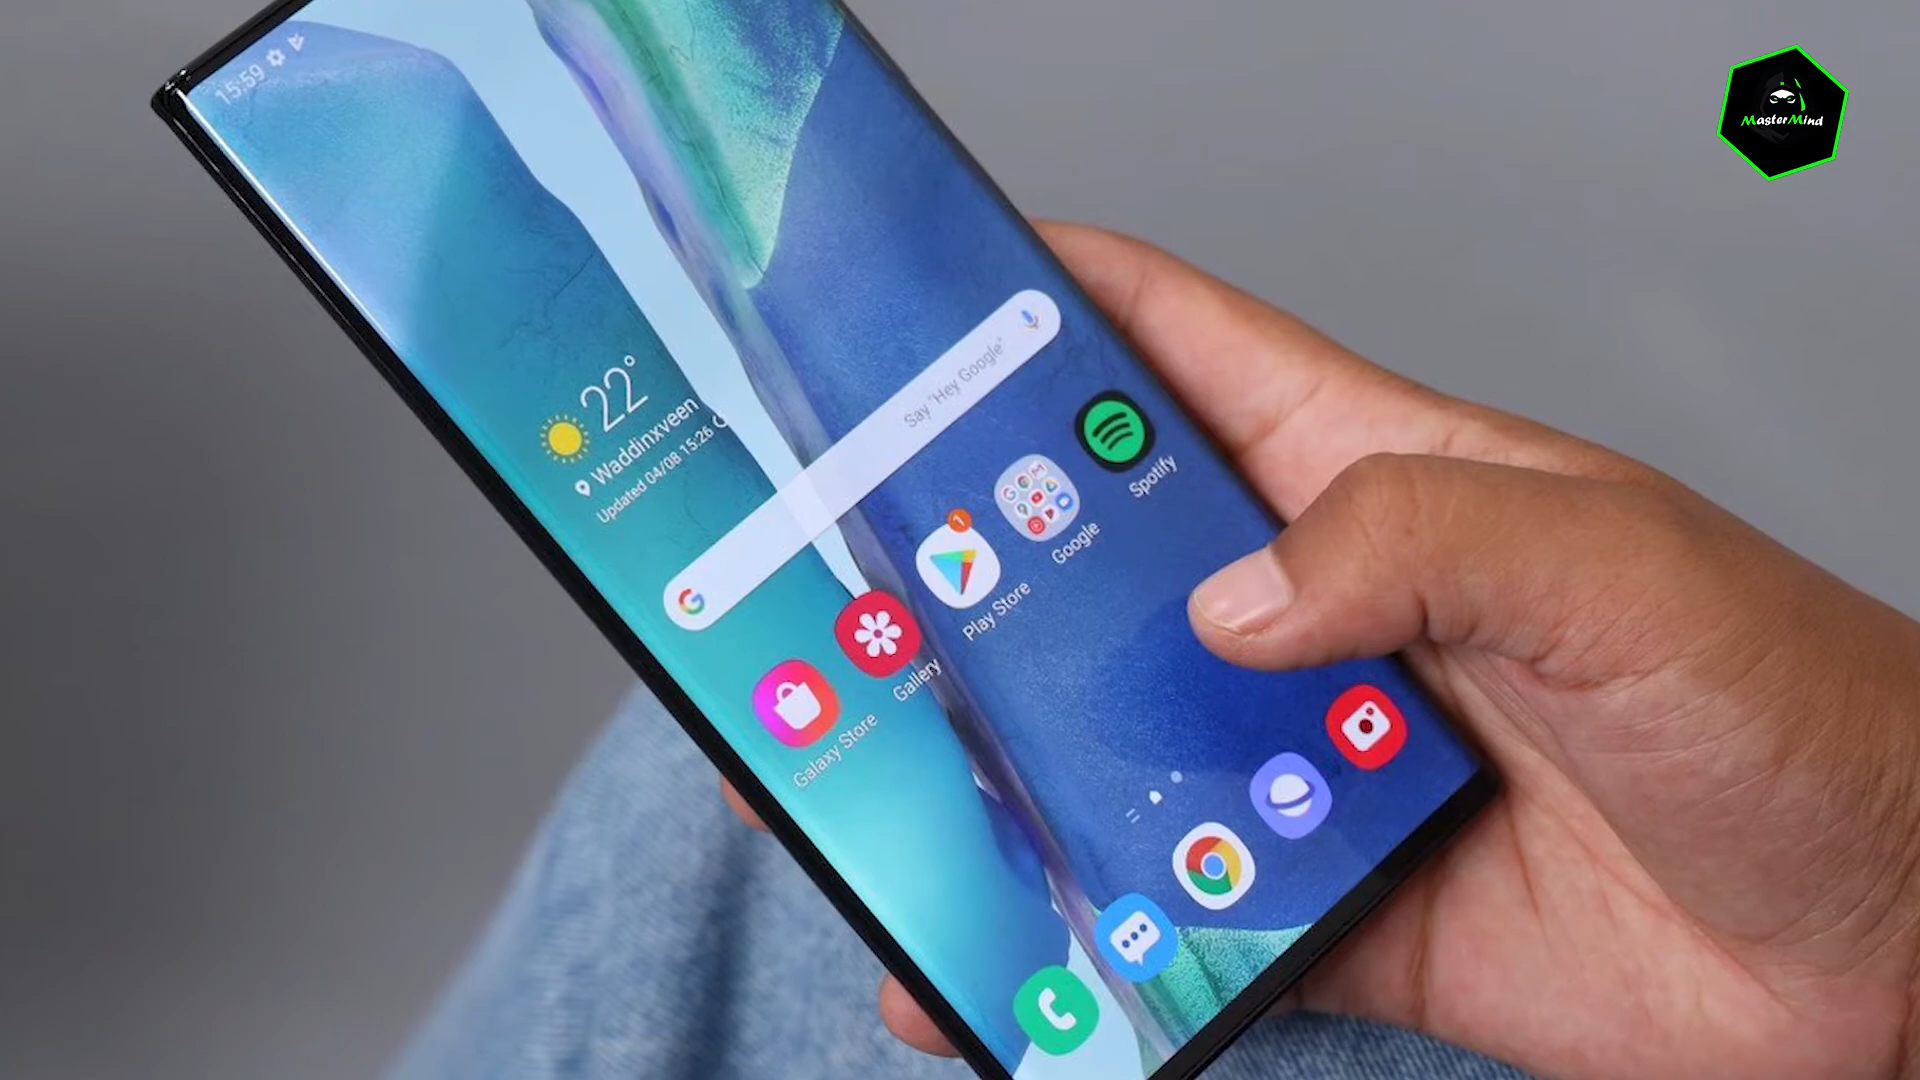 15:59
22°
Waddinxveen
Updated 04/08 15:26
Say "Hey Google"
Spotify
Google
1
Play Store
Gallery
Galaxy Store
MasterMind